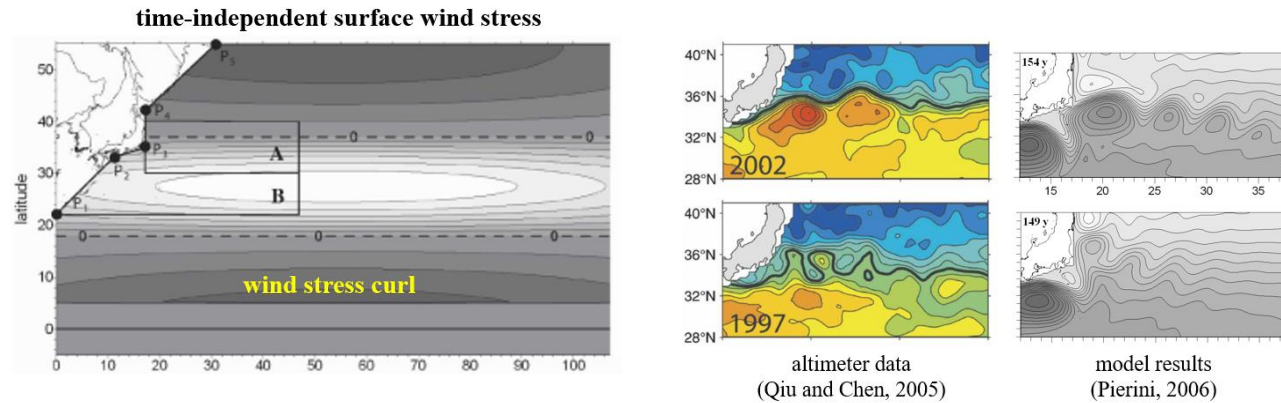 time-independent surface wind stress
latitude
50
40
30
20
10
0
P5
P4
P3
P2
P1
0
0
A
B
0
0
0
wind stress curl
0
10
20
30
40
50
60
70
80
90
100
40°N
36°N
32°N
28°N
2002
40°N
36°N
32°N
28°N
1997
altimeter data
(Qiu and Chen, 2005)
154 y
15
20
25
30
35
149 y
model results
(Pierini, 2006)